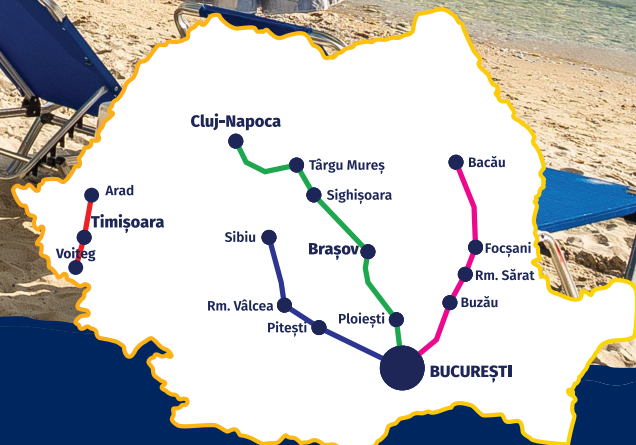 Cluj-Napoca
Târgu Mureș
Bacău
Arad
Sighișoara
Timișoara
Sibiu
Brașov
Focșani
Voiteg
Rm. Sărat
Rm. Vâlcea
Buzău
Ploiești
Pitești
BUCUREȘTI